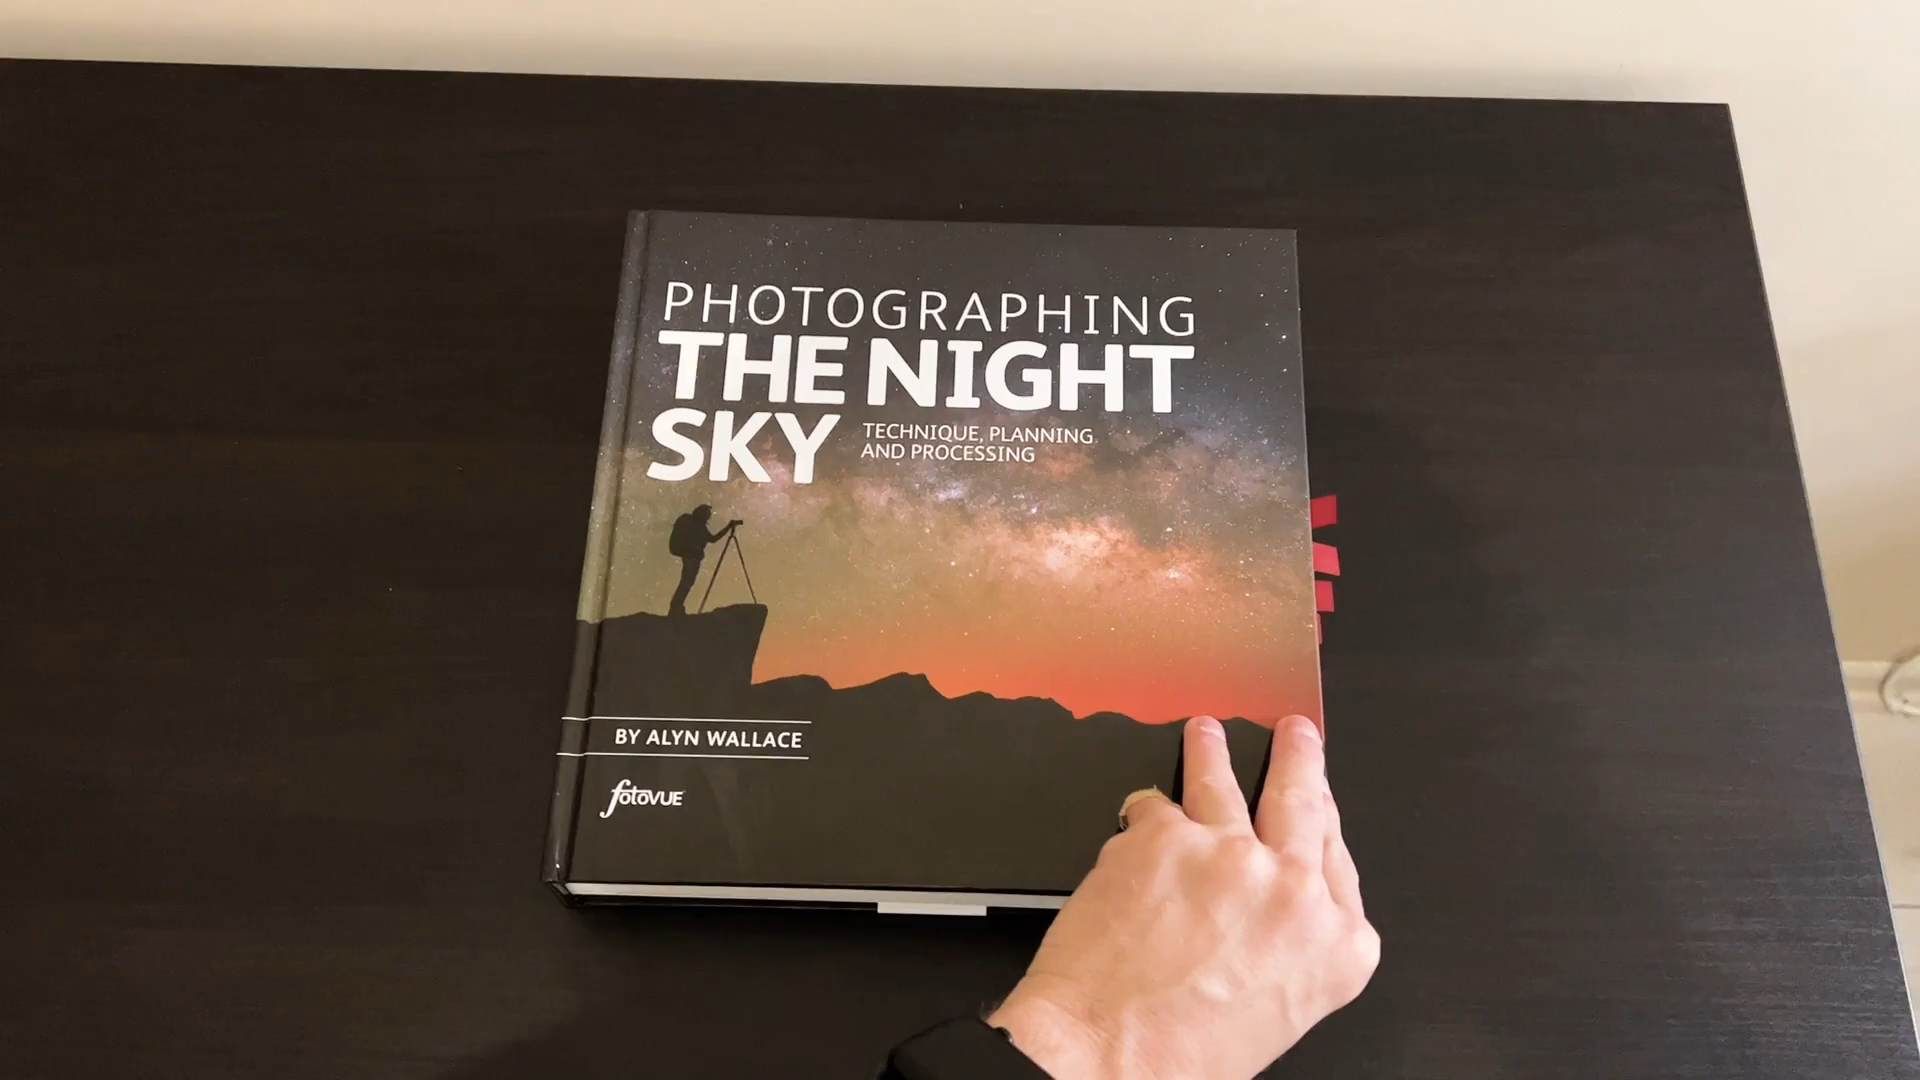 PHOTOGRAPHING
THE NIGHT
SKY
TECHNIQUE, PLANNING
AND PROCESSING
BY ALYN WALLACE
fotoVUE